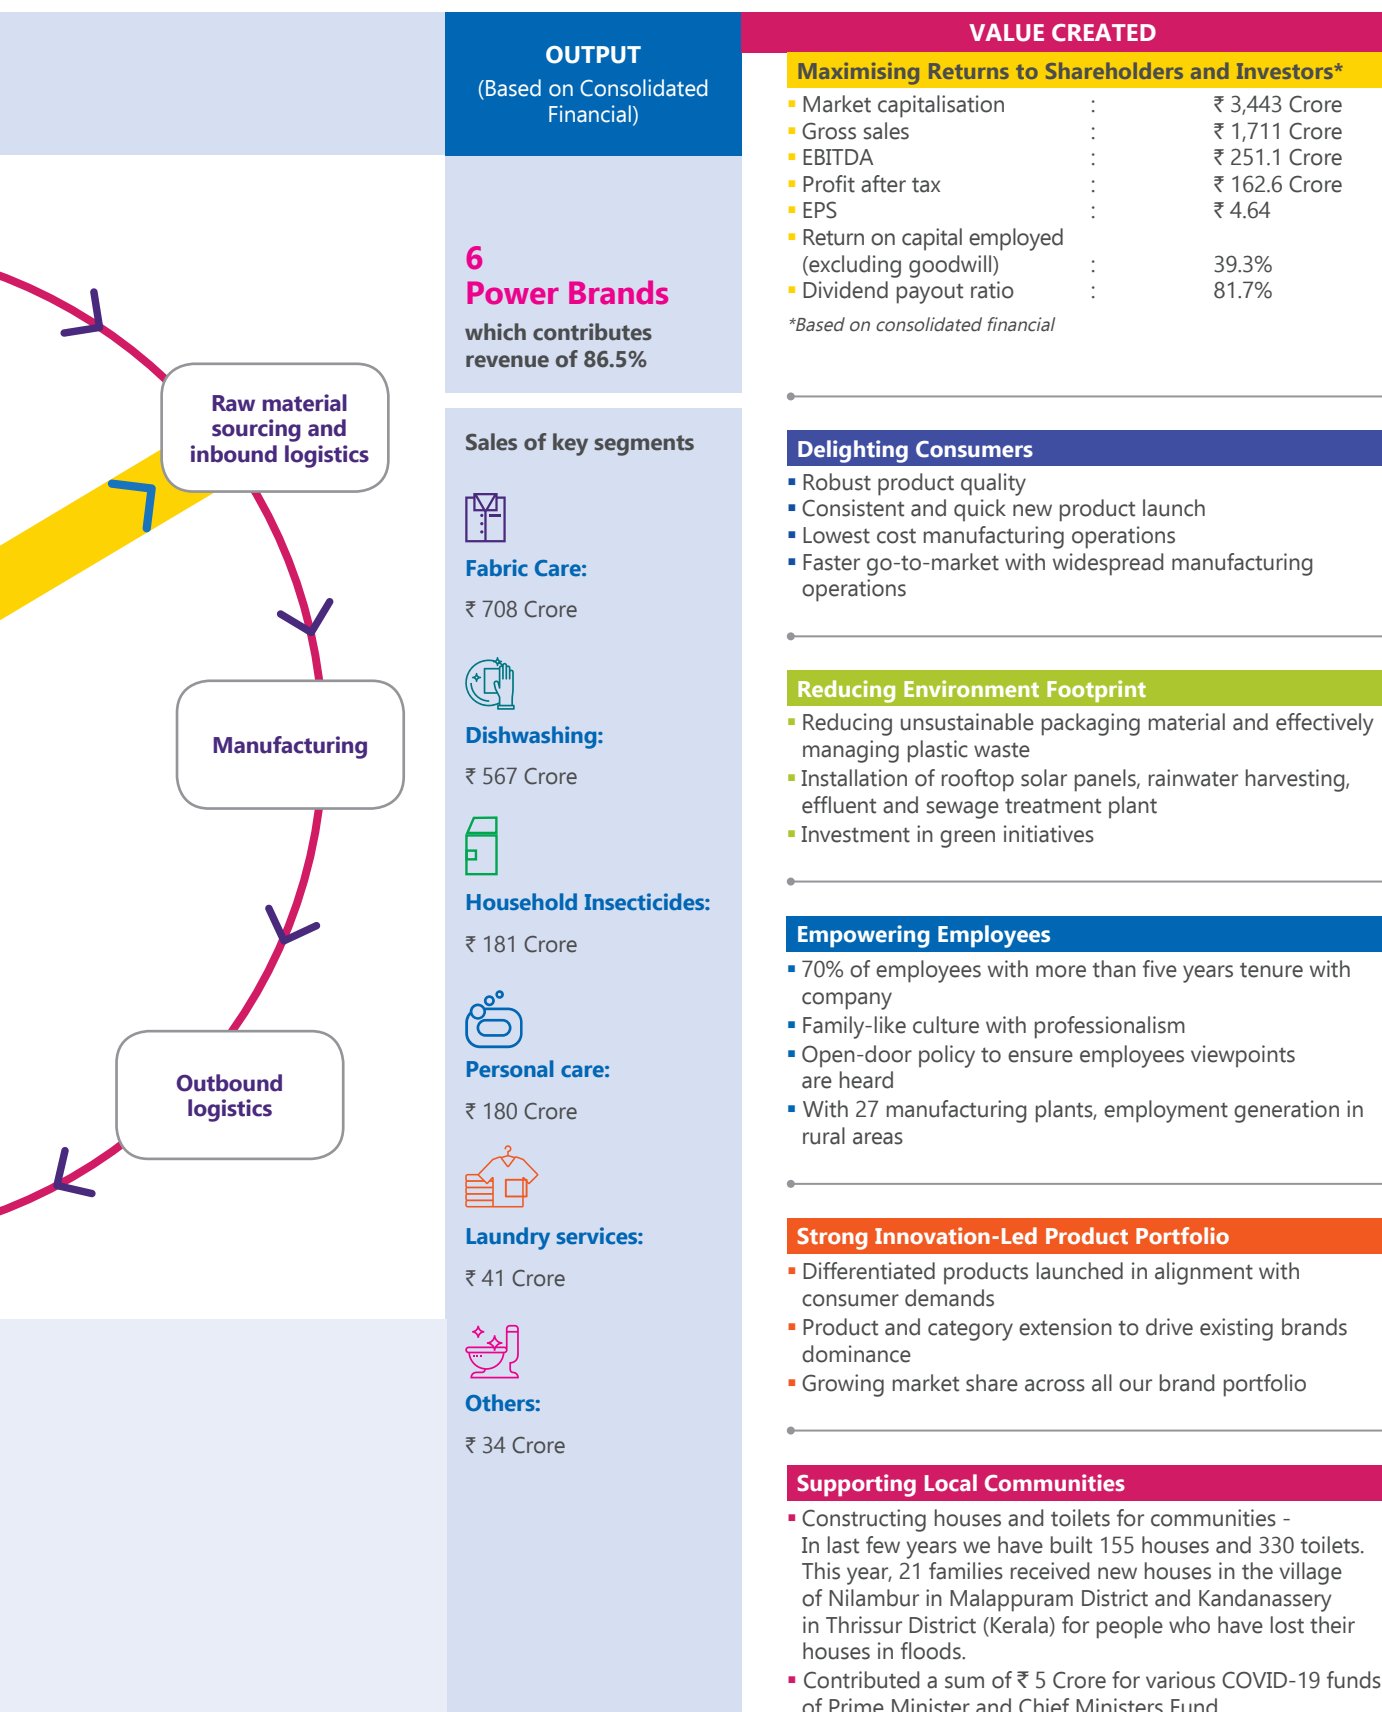 Raw material
sourcing and
inbound logistics
Manufacturing
Outbound
logistics
OUTPUT
(Based on Consolidated
Financial)
6
Power Brands
which contributes
revenue of 86.5%
Sales of key segments
Fabric Care:
₹ 708 Crore
Dishwashing:
₹ 567 Crore
Household Insecticides:
₹ 181 Crore
Personal care:
₹ 180 Crore
Laundry services:
₹ 41 Crore
Others:
₹ 34 Crore
VALUE CREATED
Maximising Returns to Shareholders and Investors*
▪ Market capitalisation : ₹ 3,443 Crore
▪ Gross sales : ₹ 1,711 Crore
▪ EBITDA : ₹ 251.1 Crore
▪ Profit after tax : ₹ 162.6 Crore
▪ EPS : ₹ 4.64
▪ Return on capital employed
(excluding goodwill) : 39.3%
▪ Dividend payout ratio : 81.7%
*Based on consolidated financial
Delighting Consumers
▪ Robust product quality
▪ Consistent and quick new product launch
▪ Lowest cost manufacturing operations
▪ Faster go-to-market with widespread manufacturing
operations
Reducing Environment Footprint
▪ Reducing unsustainable packaging material and effectively
managing plastic waste
▪ Installation of rooftop solar panels, rainwater harvesting,
effluent and sewage treatment plant
▪ Investment in green initiatives
Empowering Employees
▪ 70% of employees with more than five years tenure with
company
▪ Family-like culture with professionalism
▪ Open-door policy to ensure employees viewpoints
are heard
▪ With 27 manufacturing plants, employment generation in
rural areas
Strong Innovation-Led Product Portfolio
▪ Differentiated products launched in alignment with
consumer demands
▪ Product and category extension to drive existing brands
dominance
▪ Growing market share across all our brand portfolio
Supporting Local Communities
▪ Constructing houses and toilets for communities -
In last few years we have built 155 houses and 330 toilets.
This year, 21 families received new houses in the village
of Nilambur in Malappuram District and Kandanassery
in Thrissur District (Kerala) for people who have lost their
houses in floods.
▪ Contributed a sum of ₹ 5 Crore for various COVID-19 funds
of Prime Minister and Chief Ministers Fund